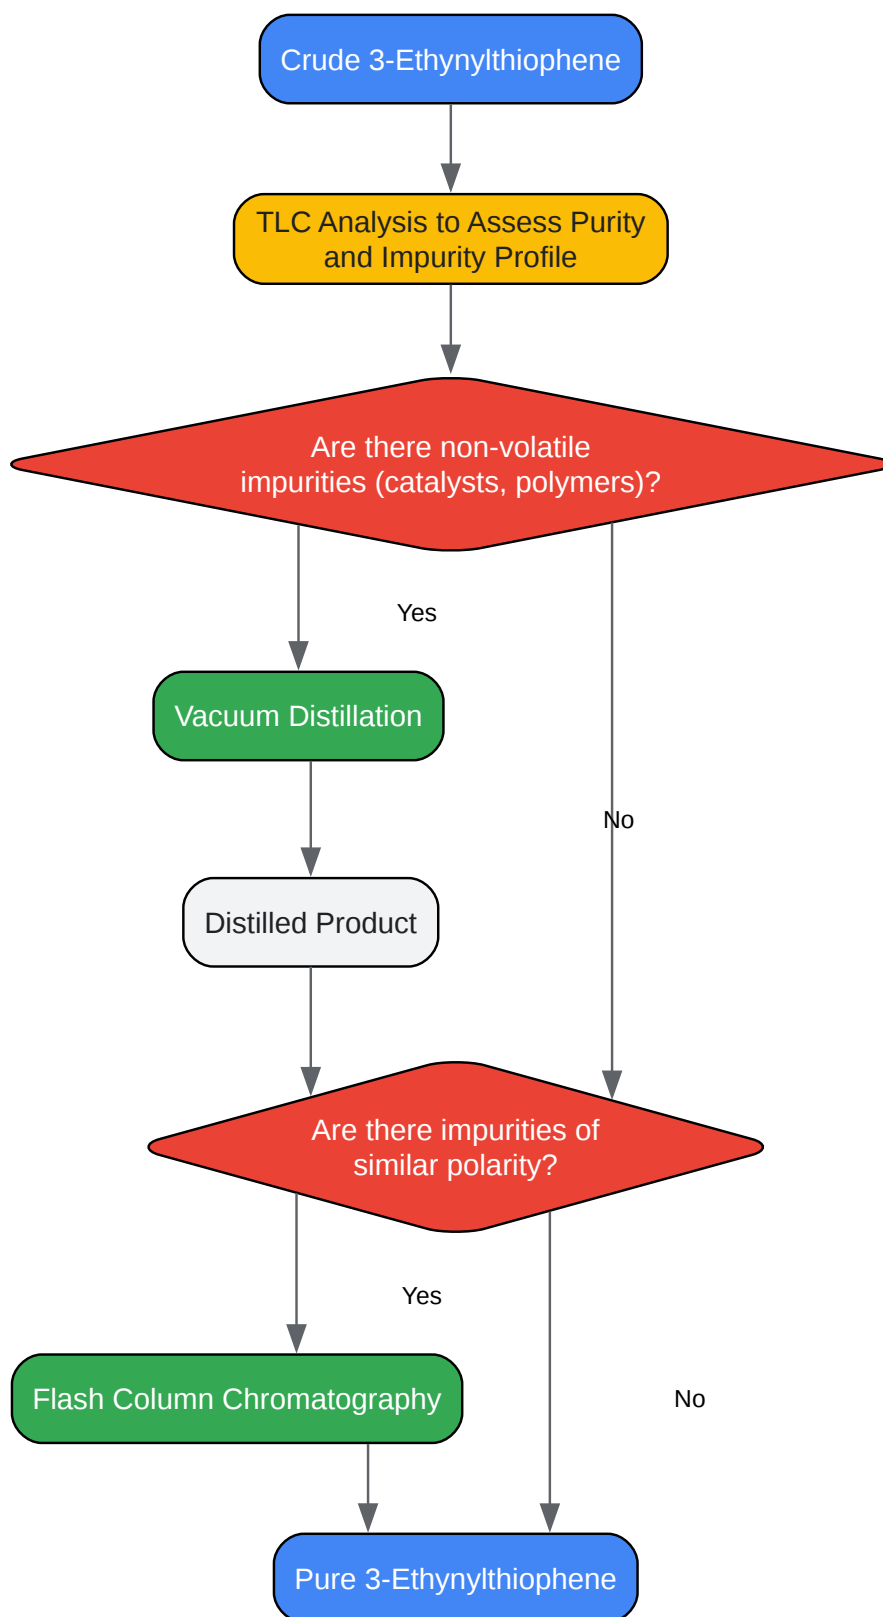 Crude 3-Ethynylthiophene
TLC Analysis to Assess Purity
and Impurity Profile
Are there non-volatile
impurities (catalysts, polymers)?
Yes
Vacuum Distillation
No
Distilled Product
Are there impurities of
similar polarity?
Yes
Flash Column Chromatography
No
Pure 3-Ethynylthiophene